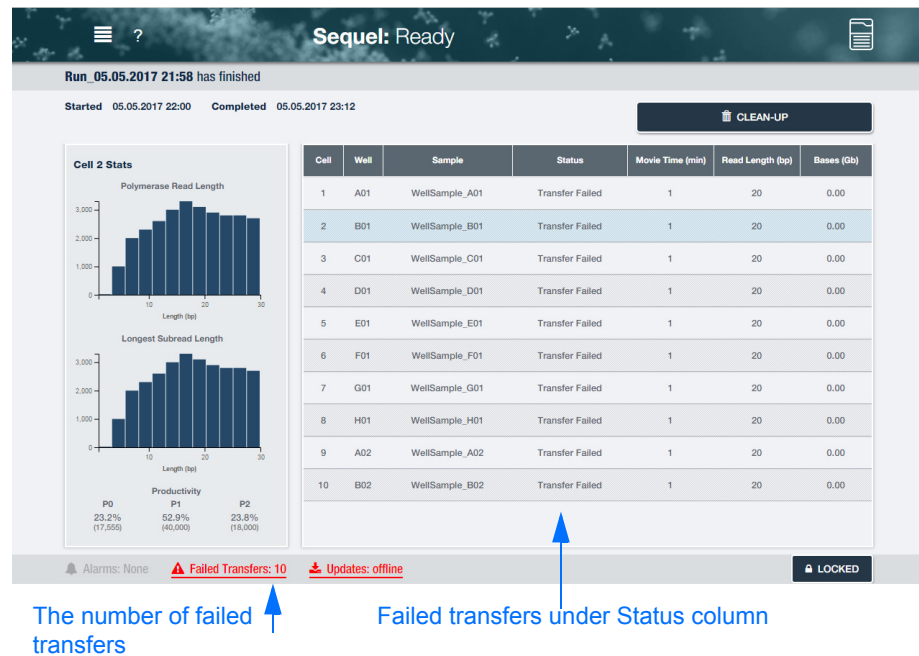 ? Sequel: Ready
Run_05.05.2017 21:58 has finished
Started 05.05.2017 22:00 Completed 05.05.2017 23:12
CLEAN-UP
Cell 2 Stats
Polymerase Read Length
3,000
2,000
1,000
0
10 20 30
Length (bp)
Longest Subread Length
3,000
2,000
1,000
0
10 20 30
Length (bp)
Productivity
P0 P1 P2
23.2% 52.9% 23.8%
(17,555) (40,000) (18,000)
Cell Well Sample Status Movie Time (min) Read Length (bp) Bases (Gb)
1 A01 WellSample_A01 Transfer Failed 1 20 0.00
2 B01 WellSample_B01 Transfer Failed 1 20 0.00
3 C01 WellSample_C01 Transfer Failed 1 20 0.00
4 D01 WellSample_D01 Transfer Failed 1 20 0.00
5 E01 WellSample_E01 Transfer Failed 1 20 0.00
6 F01 WellSample_F01 Transfer Failed 1 20 0.00
7 G01 WellSample_G01 Transfer Failed 1 20 0.00
8 H01 WellSample_H01 Transfer Failed 1 20 0.00
9 A02 WellSample_A02 Transfer Failed 1 20 0.00
10 B02 WellSample_B02 Transfer Failed 1 20 0.00
Alarms: None Failed Transfers: 10 Updates: offline LOCKED
The number of failed
transfers
Failed transfers under Status column